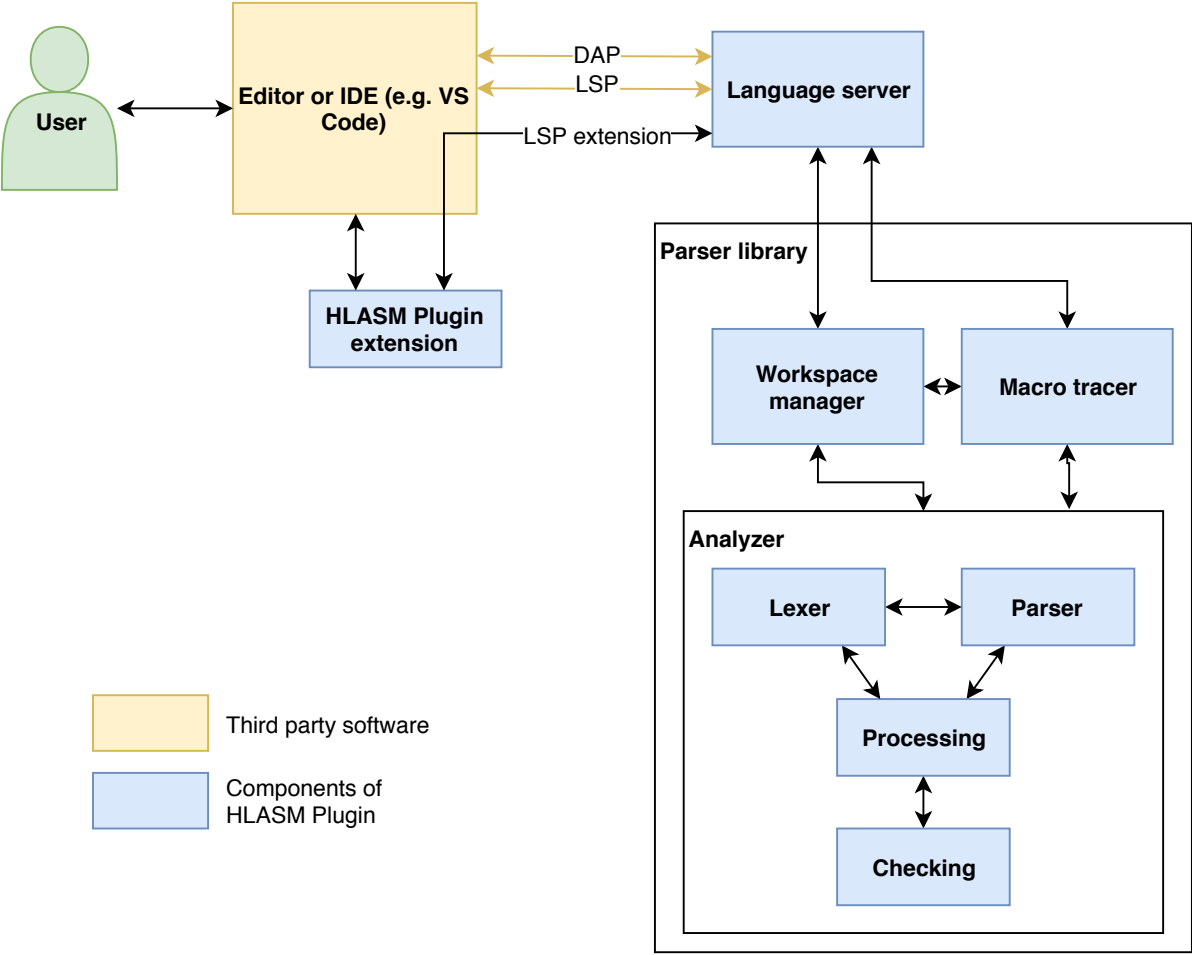 User
Editor or IDE (e.g. VS
Code)
DAP
LSP
LSP extension
Language server
HLASM Plugin
extension
Parser library
Workspace
manager
Macro tracer
Analyzer
Lexer
Parser
Processing
Checking
Third party software
Components of
HLASM Plugin